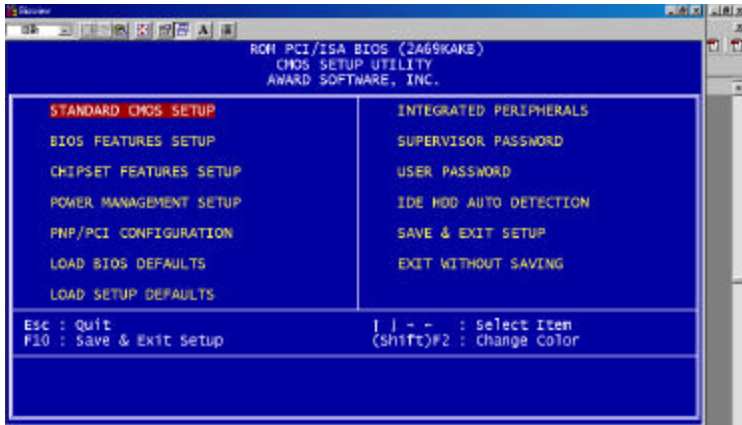 ROM PCI/ISA BIOS (2A69KAKB)
CMOS SETUP UTILITY
AWARD SOFTWARE, INC.
STANDARD CMOS SETUP
BIOS FEATURES SETUP
CHIPSET FEATURES SETUP
POWER MANAGEMENT SETUP
PNP/PCI CONFIGURATION
LOAD BIOS DEFAULTS
LOAD SETUP DEFAULTS
INTEGRATED PERIPHERALS
SUPERVISOR PASSWORD
USER PASSWORD
IDE HDD AUTO DETECTION
SAVE & EXIT SETUP
EXIT WITHOUT SAVING
Esc : Quit
F10 : Save & Exit Setup
: Select Item
(Shift)F2 : Change Color